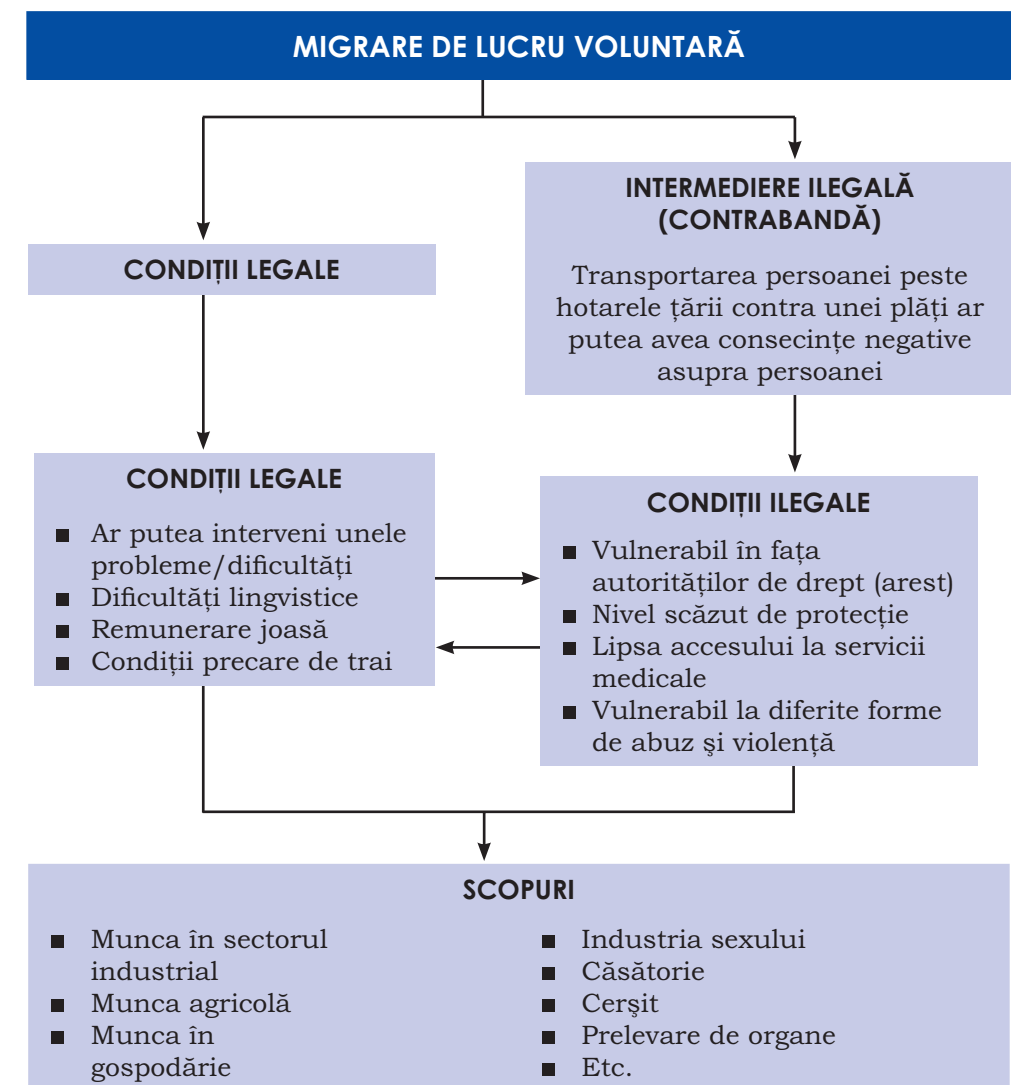 MIGRARE DE LUCRU VOLUNTARĂ
INTERMEDIERE ILEGALĂ
(CONTRABANDĂ)
Transportarea persoanei peste
hotarele țării contra unei plăți ar
putea avea consecințe negative
asupra persoanei
CONDIȚII LEGALE
CONDIȚII LEGALE
■ Ar putea interveni unele
probleme/dificultăți
■ Dificultăți lingvistice
■ Remunerare joasă
■ Condiții precare de trai
CONDIȚII ILEGALE
■ Vulnerabil în fața
autorităților de drept (arest)
■ Nivel scăzut de protecție
■ Lipsa accesului la servicii
medicale
■ Vulnerabil la diferite forme
de abuz şi violență
SCOPURI
■ Munca în sectorul
industrial
■ Munca agricolă
■ Munca în
gospodărie
■ Industria sexului
■ Căsătorie
■ Cerşit
■ Prelevare de organe
■ Etc.